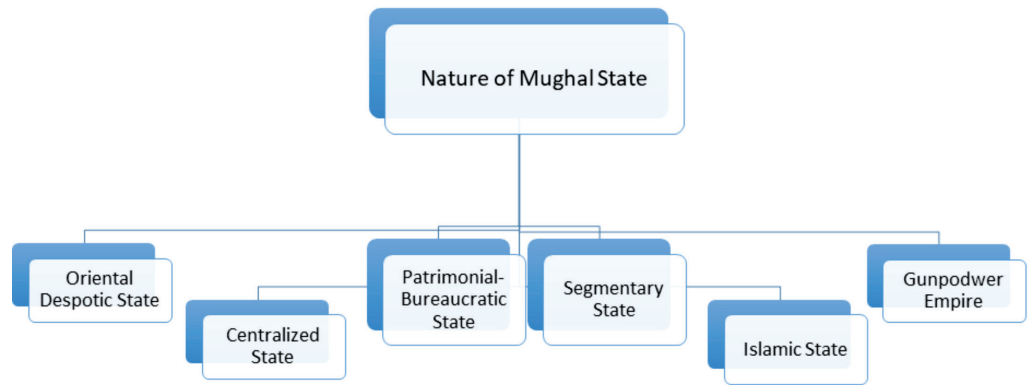 Nature of Mughal State
Oriental
Despotic State
Centralized
State
Patrimonial-
Bureaucratic
State
Segmentary
State
Islamic State
Gunpodwer
Empire